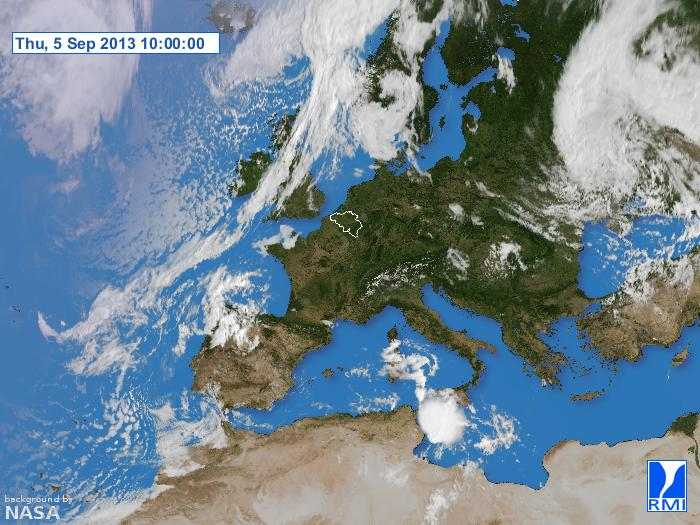 Thu, 5 Sep 2013 10:00:00
background by
NASA
RMI